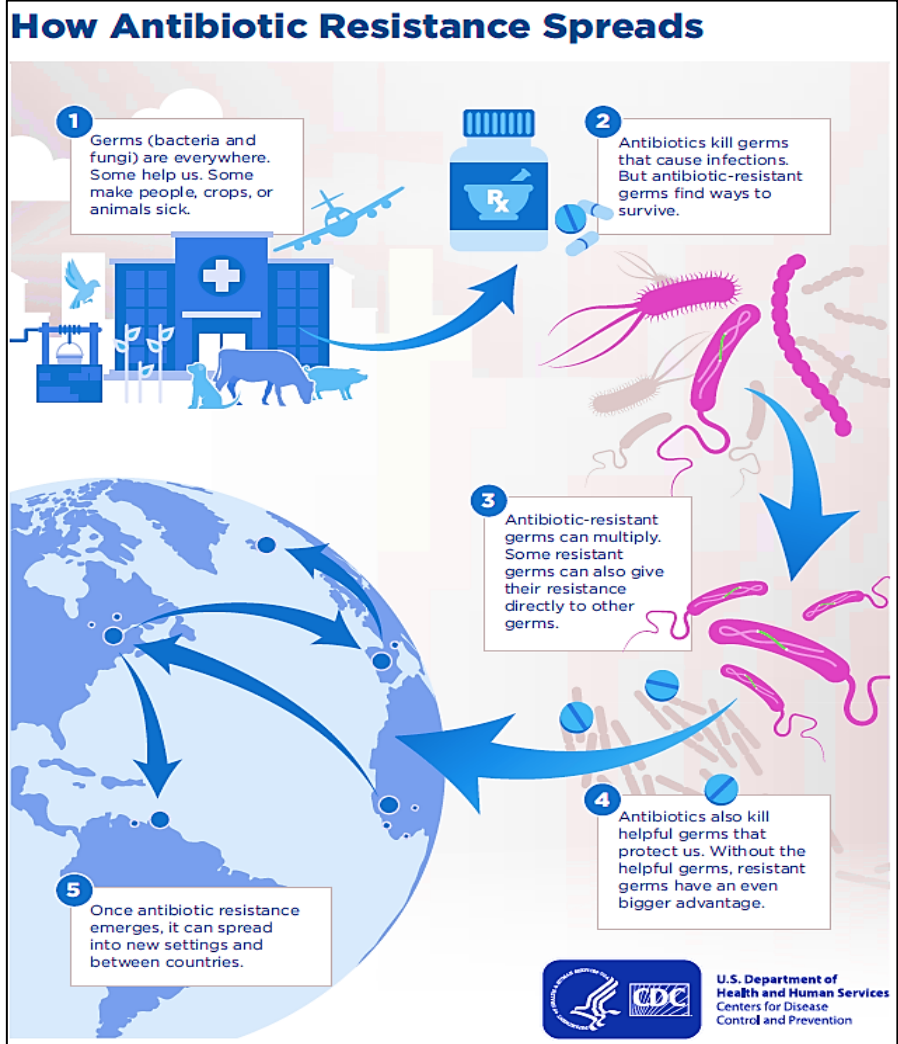 How Antibiotic Resistance Spreads
1
Germs (bacteria and
fungi) are everywhere.
Some help us. Some
make people, crops, or
animals sick.
Rx
2
Antibiotics kill germs
that cause infections.
But antibiotic-resistant
germs find ways to
survive.
3
Antibiotic-resistant
germs can multiply.
Some resistant
germs can also give
their resistance
directly to other
germs.
4
Antibiotics also kill
helpful germs that
protect us. Without the
helpful germs, resistant
germs have an even
bigger advantage.
5
Once antibiotic resistance
emerges, it can spread
into new settings and
between countries.
CDC
U.S. Department of
Health and Human Services
Centers for Disease
Control and Prevention